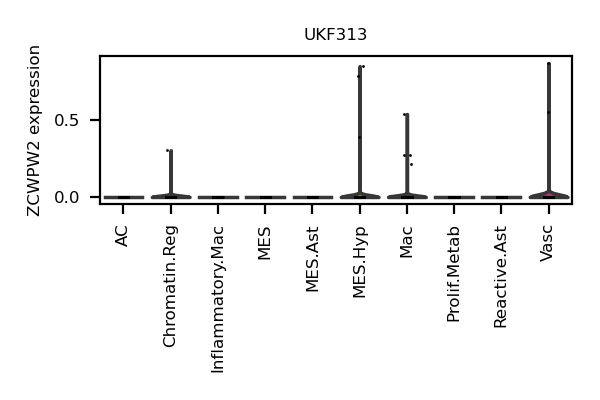 UKF313
ZCWPW2 expression
0.5
0.0
AC
Chromatin.Reg
Inflammatory.Mac
MES
MES.Ast
MES.Hyp
Mac
Prolif.Metab
Reactive.Ast
Vasc